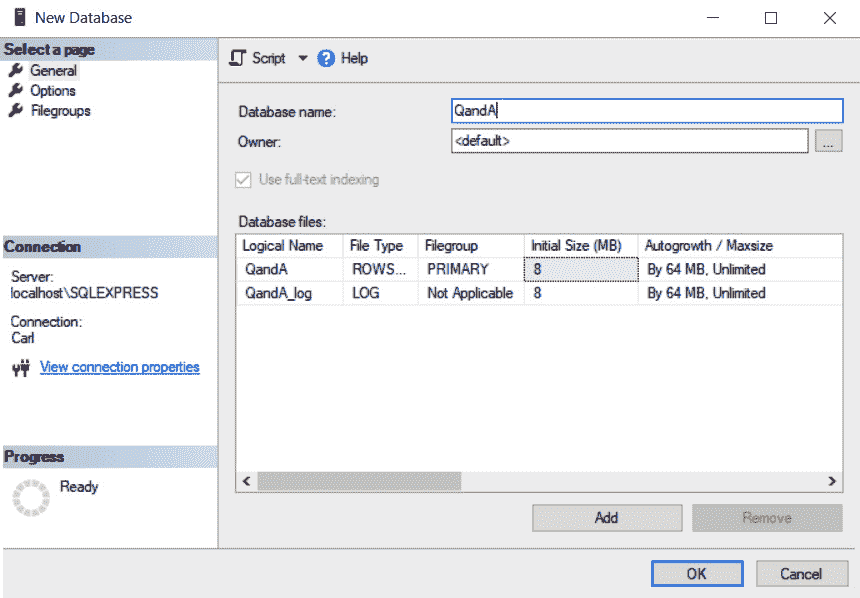 New Database
Select a page
General
Options
Filegroups
Connection
Server:
localhost\SQLEXPRESS
Connection:
Carl
View connection properties
Progress
Ready
Script Help
Database name: QandA
Owner: <default> ...
Use full-text indexing
Database files:
Logical Name File Type Filegroup Initial Size (MB) Autogrowth / Maxsize
QandA ROWS... PRIMARY 8 By 64 MB, Unlimited
QandA_log LOG Not Applicable 8 By 64 MB, Unlimited
Add Remove
OK Cancel